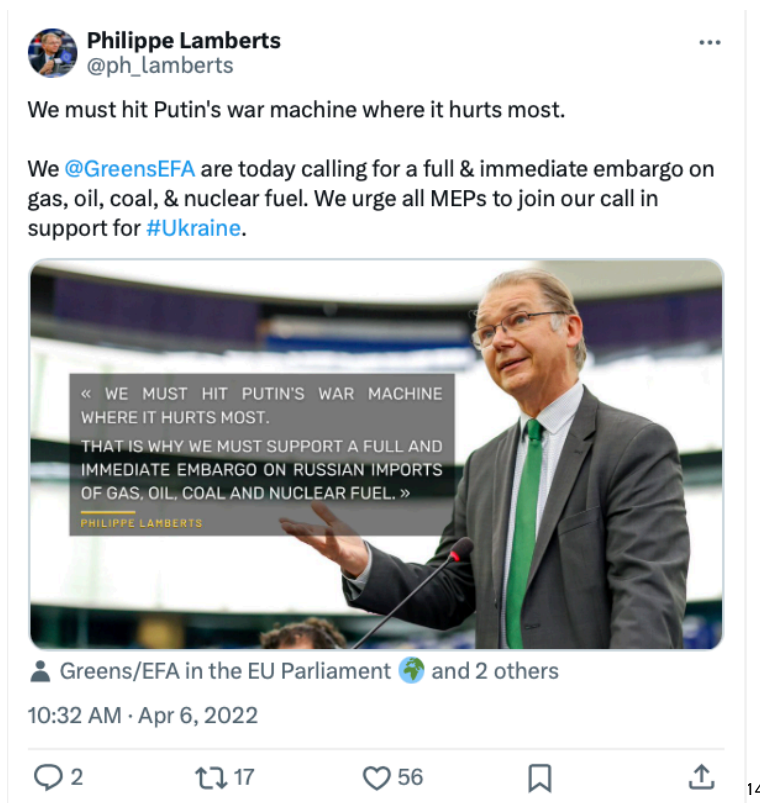 Philippe Lamberts
@ph_lamberts
We must hit Putin's war machine where it hurts most.
We @GreensEFA are today calling for a full & immediate embargo on
gas, oil, coal, & nuclear fuel. We urge all MEPs to join our call in
support for #Ukraine.
« WE MUST HIT PUTIN'S WAR MACHINE
WHERE IT HURTS MOST.
THAT IS WHY WE MUST SUPPORT A FULL AND
IMMEDIATE EMBARGO ON RUSSIAN IMPORTS
OF GAS, OIL, COAL AND NUCLEAR FUEL. »
PHILIPPE LAMBERTS
Greens/EFA in the EU Parliament and 2 others
10:32 AM · Apr 6, 2022
2 17 56
14